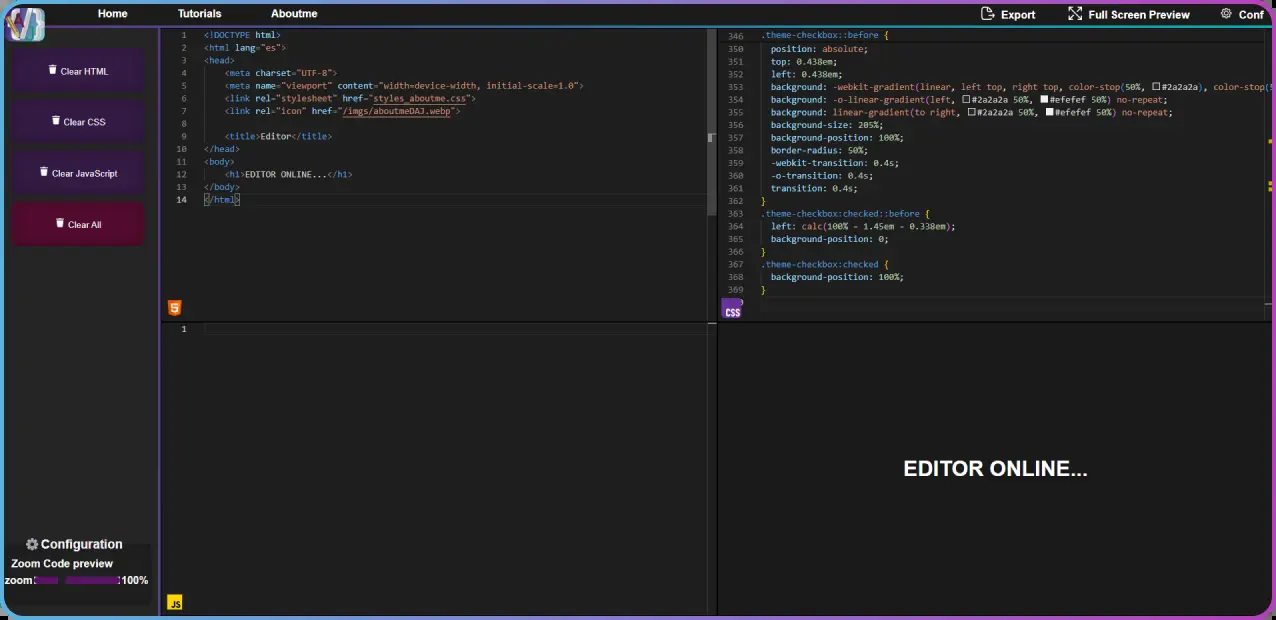 Home Tutorials Aboutme Export Full Screen Preview Conf
Clear HTML
Clear CSS
Clear JavaScript
Clear All
Configuration
Zoom Code preview
zoom: :100%
1 <!DOCTYPE html>
2 <html lang="es">
3 <head>
4 <meta charset="UTF-8">
5 <meta name="viewport" content="width=device-width, initial-scale=1.0">
6 <link rel="stylesheet" href="styles_aboutme.css">
7 <link rel="icon" href="/imgs/aboutmeDAJ.webp">
8
9 <title>Editor</title>
10 </head>
11 <body>
12 <h1>EDITOR ONLINE...</h1>
13 </body>
14 </html>
5
346 .theme-checkbox::before {
350 position: absolute;
351 top: 0.438em;
352 left: 0.438em;
353 background: -webkit-gradient(linear, left top, right top, color-stop(50%, #2a2a2a), color-stop(5
354 background: -o-linear-gradient(left, #2a2a2a 50%, #efefef 50%) no-repeat;
355 background: linear-gradient(to right, #2a2a2a 50%, #efefef 50%) no-repeat;
356 background-size: 205%;
357 background-position: 100%;
358 border-radius: 50%;
359 -webkit-transition: 0.4s;
360 -o-transition: 0.4s;
361 transition: 0.4s;
362 }
363 .theme-checkbox:checked::before {
364 left: calc(100% - 1.45em - 0.338em);
365 background-position: 0;
366 }
367 .theme-checkbox:checked {
368 background-position: 100%;
369 }
CSS
1
JS
EDITOR ONLINE...